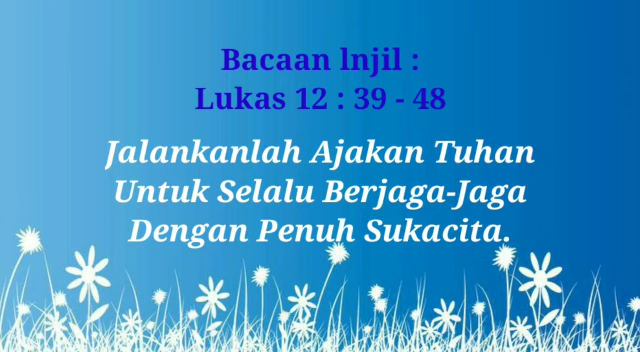 Bacaan lnjil :
Lukas 12 : 39 - 48
Jalankanlah Ajakan Tuhan
Untuk Selalu Berjaga-Jaga
Dengan Penuh Sukacita.